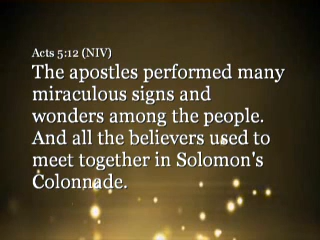 Acts 5:12 (NIV)
The apostles performed many
miraculous signs and
wonders among the people.
And all the believers used to
meet together in Solomon's
Colonnade.